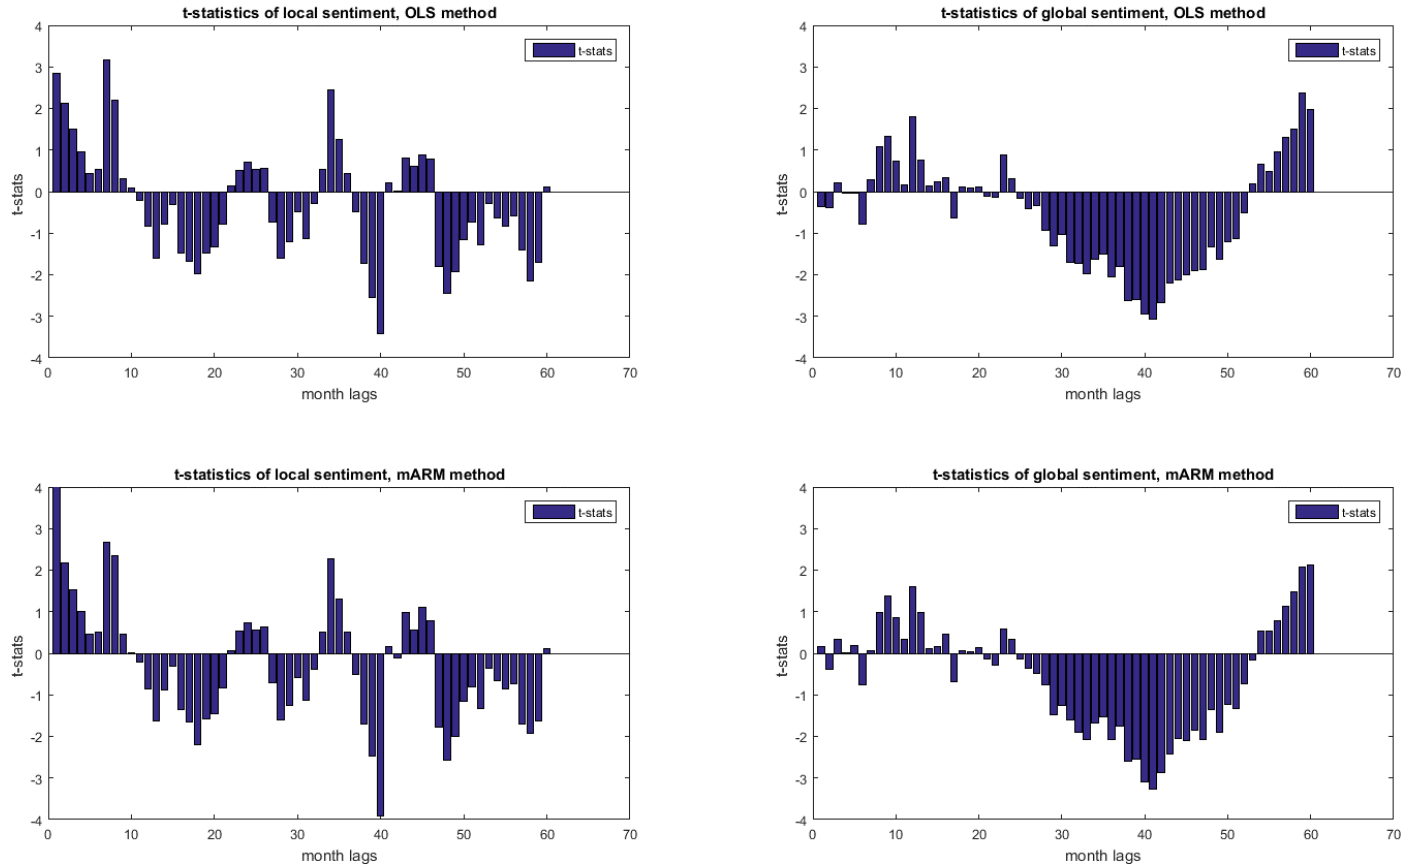 t-statistics of local sentiment, OLS method
4
3
2
1
0
-1
-2
-3
-4
t-stats
t-stats
0 10 20 30 40 50 60 70
month lags
t-statistics of global sentiment, OLS method
4
3
2
1
0
-1
-2
-3
-4
t-stats
t-stats
0 10 20 30 40 50 60 70
month lags
t-statistics of local sentiment, mARM method
4
3
2
1
0
-1
-2
-3
-4
t-stats
t-stats
0 10 20 30 40 50 60 70
month lags
t-statistics of global sentiment, mARM method
4
3
2
1
0
-1
-2
-3
-4
t-stats
t-stats
0 10 20 30 40 50 60 70
month lags